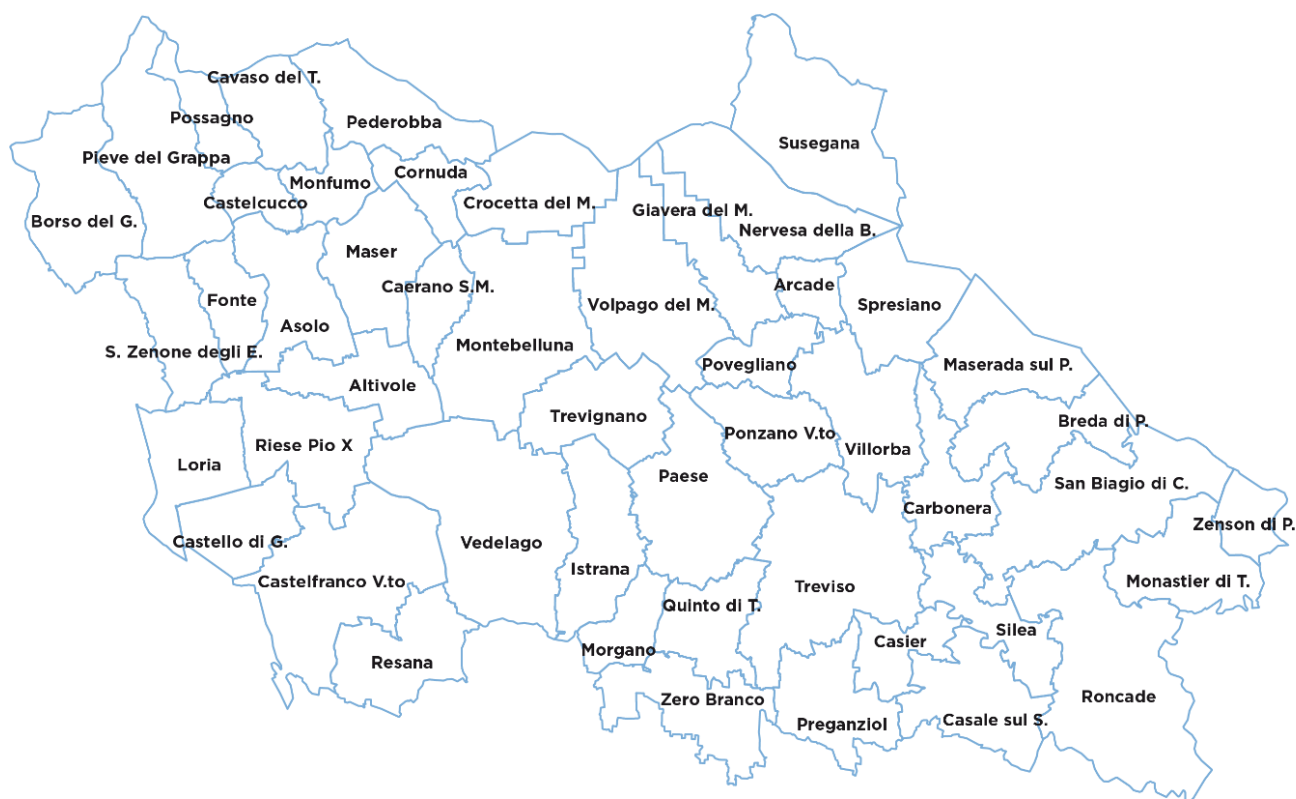 Cavaso del T.
Possagno
Pederobba
Susegana
Pieve del Grappa
Cornuda
Monfumo
Castelcucco
Crocetta del M.
Giavera del M.
Borso del G.
Nervesa della B.
Maser
Caerano S.M.
Arcade
Fonte
Volpago del M.
Spresiano
Asolo
Montebelluna
S. Zenone degli E.
Povegliano
Maserada sul P.
Altivole
Trevignano
Breda di P.
Ponzano V.to
Riese Pio X
Villorba
Loria
Paese
San Biagio di C.
Carbonera
Zenson di P.
Castello di G.
Vedelago
Istrana
Castelfranco V.to
Monastier di T.
Treviso
Quinto di T.
Silea
Casier
Morgano
Resana
Roncade
Zero Branco
Casale sul S.
Preganziol